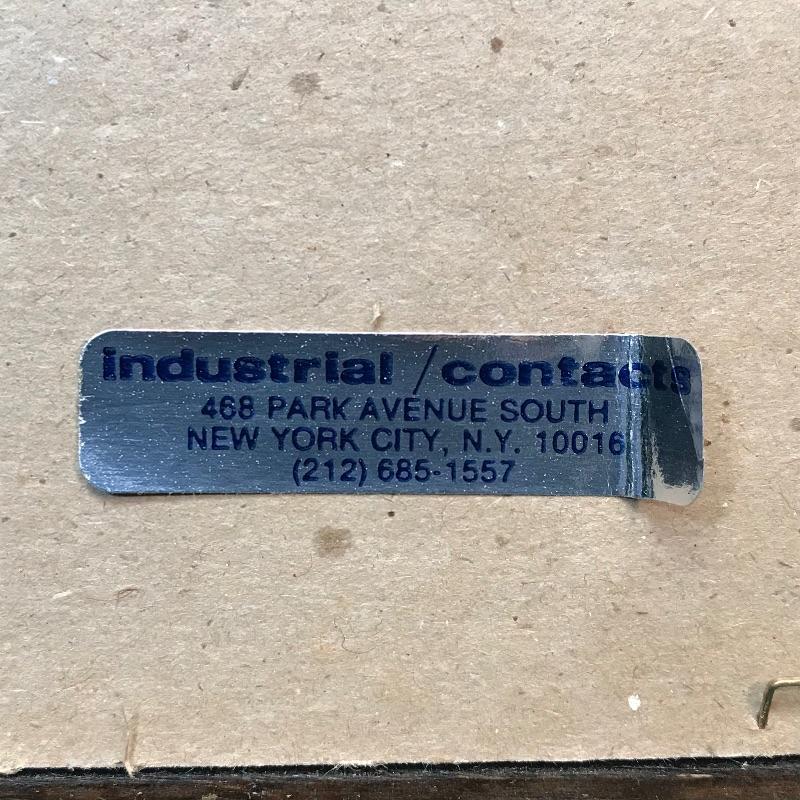 industrial / contacts
468 PARK AVENUE SOUTH
NEW YORK CITY, N.Y. 10016
(212) 685-1557